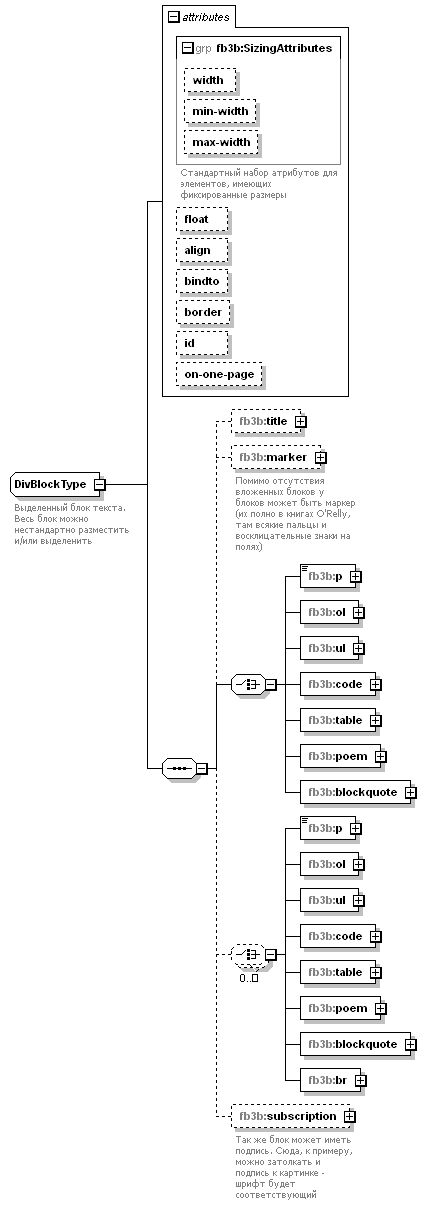 attributes
grp fb3b:SizingAttributes
width
min-width
max-width
Стандартный набор атрибутов для
элементов, имеющих
фиксированные размеры
float
align
bindto
border
id
on-one-page
DivBlockType
Выделенный блок текста.
Весь блок можно
нестандартно разместить
и/или выделить
fb3b:title
fb3b:marker
Помимо отсутствия
вложенных блоков у
блоков может быть маркер
(их полно в книгах O'Relly,
там всякие пальцы и
восклицательные знаки на
полях)
fb3b:p
fb3b:ol
fb3b:ul
fb3b:code
fb3b:table
fb3b:poem
fb3b:blockquote
fb3b:p
fb3b:ol
fb3b:ul
fb3b:code
fb3b:table
fb3b:poem
fb3b:blockquote
fb3b:br
0..
fb3b:subscription
Так же блок может иметь
подпись. Сюда, к примеру,
можно затолкать и
подпись к картинке -
шрифт будет
соответствующий